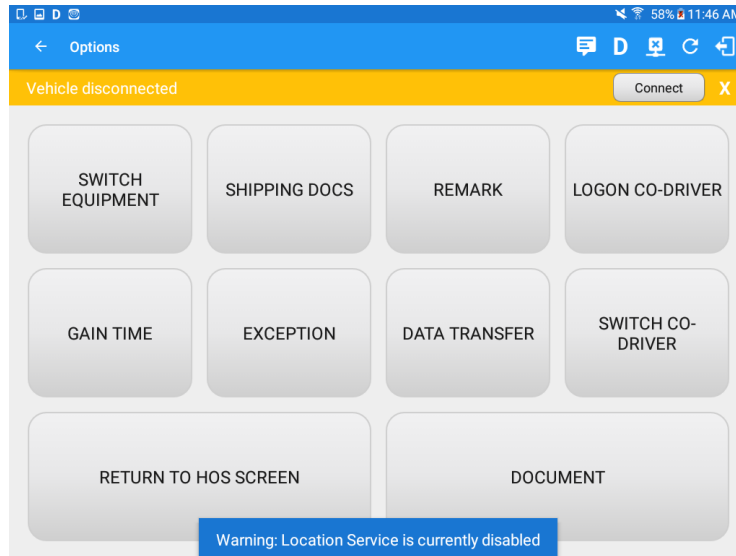 D
58% 11:46 AM
Options
D
Vehicle disconnected
Connect
X
SWITCH
EQUIPMENT
SHIPPING DOCS
REMARK
LOGON CO-DRIVER
GAIN TIME
EXCEPTION
DATA TRANSFER
SWITCH CO-
DRIVER
RETURN TO HOS SCREEN
DOCUMENT
Warning: Location Service is currently disabled